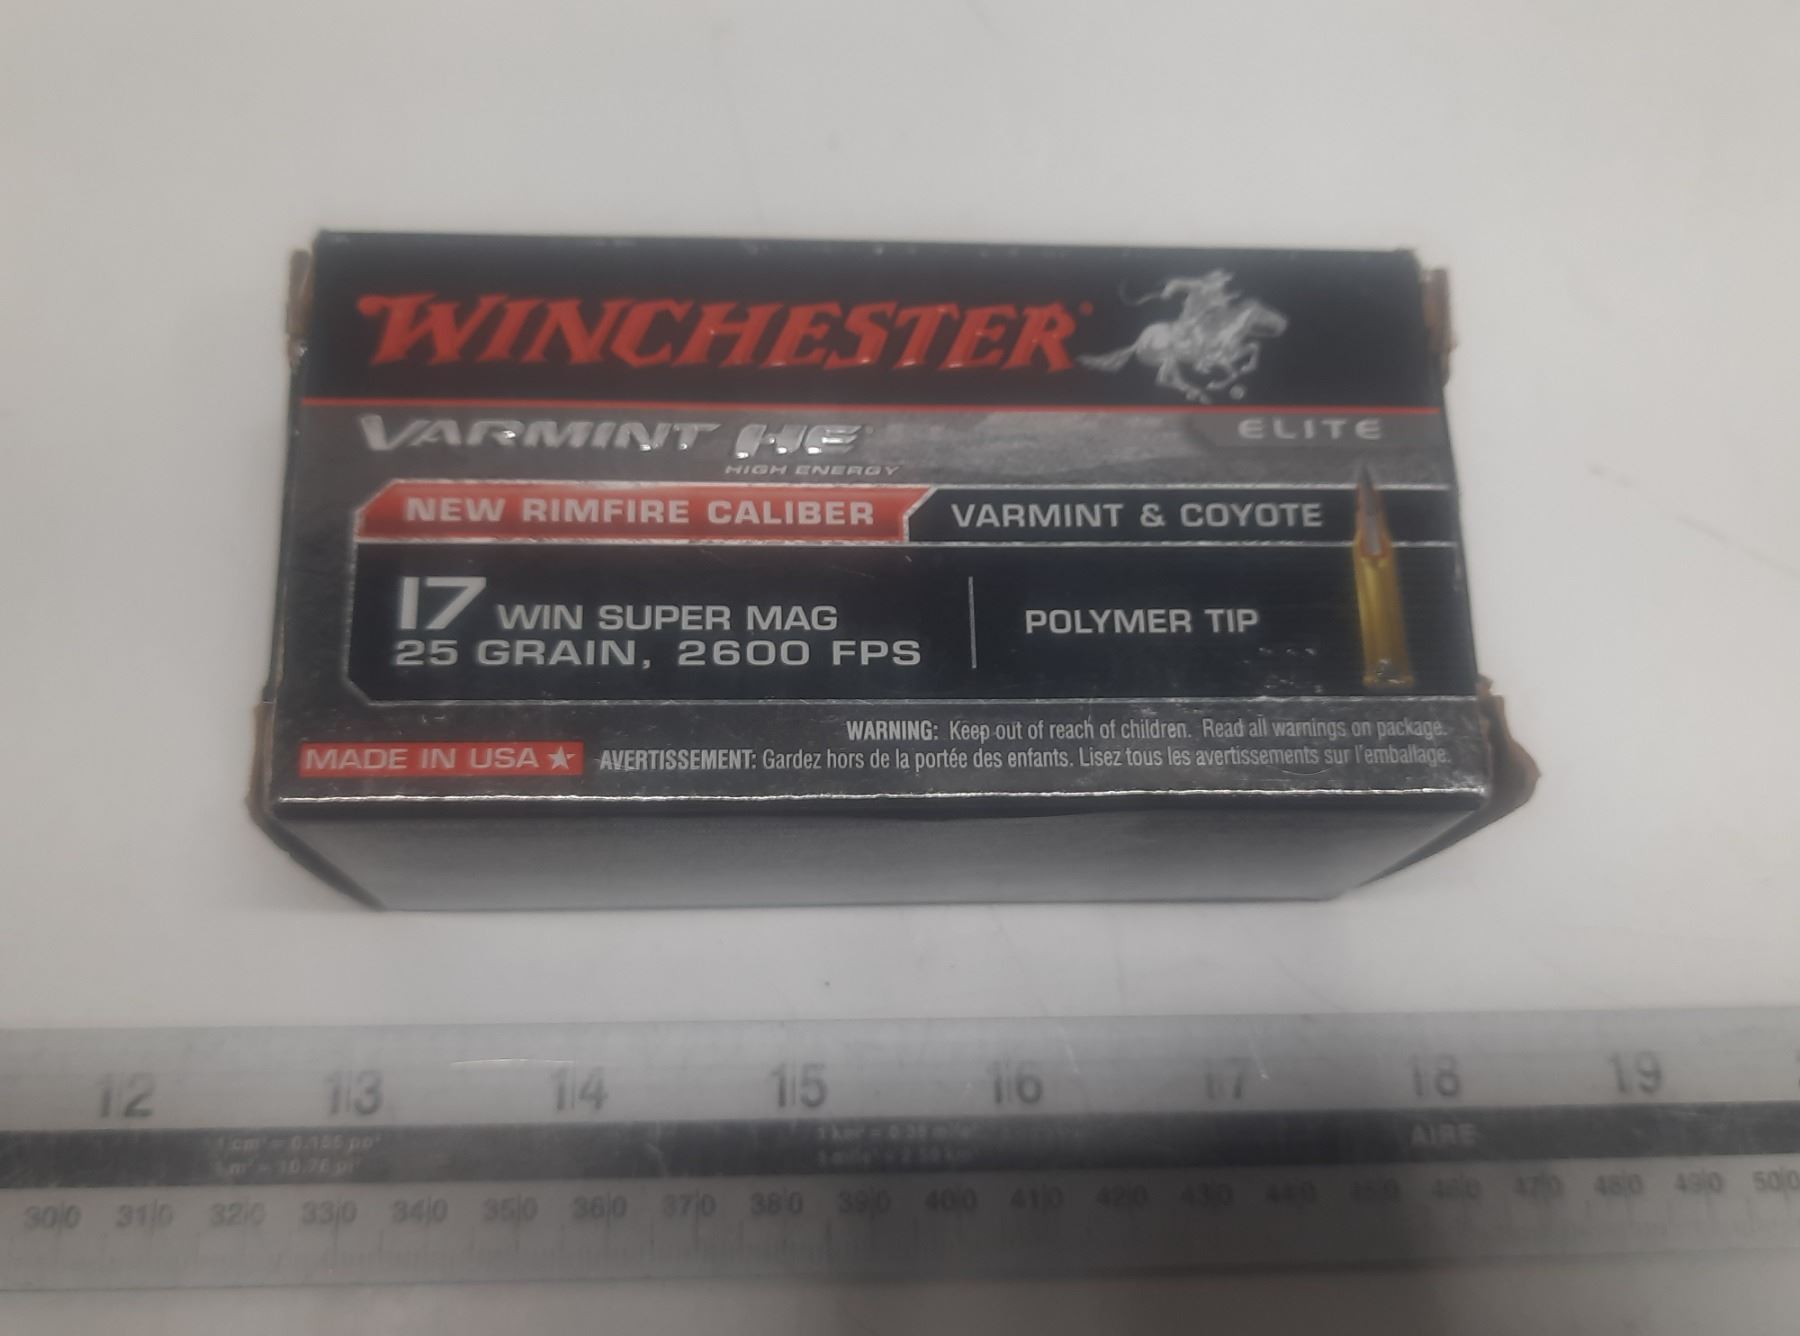 WINCHESTER
VARMINT HE
HIGH ENERGY
ELITE
NEW RIMFIRE CALIBER
VARMINT & COYOTE
17 WIN SUPER MAG
25 GRAIN, 2600 FPS
POLYMER TIP
WARNING: Keep out of reach of children. Read all warnings on package.
MADE IN USA
AVERTISSEMENT: Gardez hors de la portée des enfants. Lisez tous les avertissements sur l'emballage.
12 13 14 15 16 17 18 19
AIRE
300 310 320 330 340 350 360 370 380 390 400 410 420 430 440 450 460 470 480 490 500